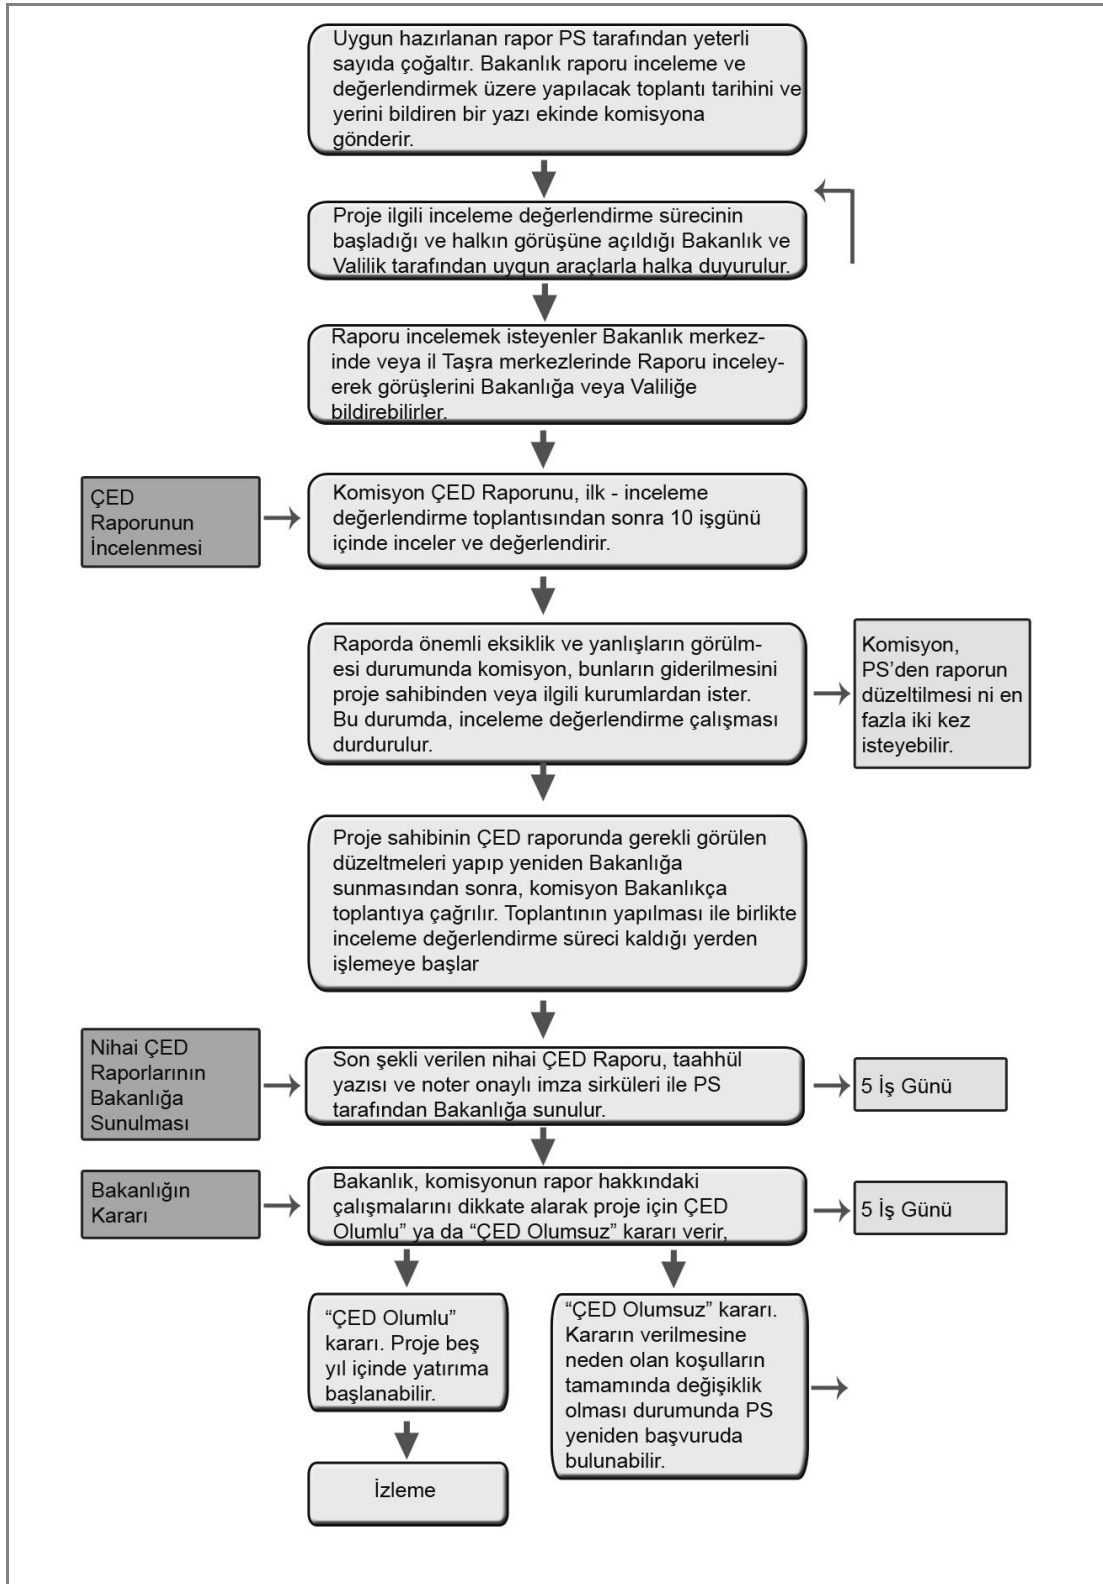 Uygun hazırlanan rapor PS tarafından yeterli
sayıda çoğaltır. Bakanlık raporu inceleme ve
değerlendirmek üzere yapılacak toplantı tarihini ve
yerini bildiren bir yazı ekinde komisyona
gönderir.
Proje ilgili inceleme değerlendirme sürecinin
başladığı ve halkın görüşüne açıldığı Bakanlık ve
Valilik tarafından uygun araçlarla halka duyurulur.
Raporu incelemek isteyenler Bakanlık merkez-
inde veya il Taşra merkezlerinde Raporu inceley-
erek görüşlerini Bakanlığa veya Valiliğe
bildirebilirler.
ÇED
Raporunun
İncelenmesi
Komisyon ÇED Raporunu, ilk - inceleme
değerlendirme toplantısından sonra 10 işgünü
içinde inceler ve değerlendirir.
Raporda önemli eksiklik ve yanlışların görülm-
esi durumunda komisyon, bunların giderilmesini
proje sahibinden veya ilgili kurumlardan ister.
Bu durumda, inceleme değerlendirme çalışması
durdurulur.
Komisyon,
PS'den raporun
düzeltilmesi ni en
fazla iki kez
isteyebilir.
Proje sahibinin ÇED raporunda gerekli görülen
düzeltmeleri yapıp yeniden Bakanlığa
sunmasından sonra, komisyon Bakanlıkça
toplantıya çağrılır. Toplantının yapılması ile birlikte
inceleme değerlendirme süreci kaldığı yerden
işlemeye başlar
Nihai ÇED
Raporlarının
Bakanlığa
Sunulması
Son şekli verilen nihai ÇED Raporu, taahhül
yazısı ve noter onaylı imza sirküleri ile PS
tarafından Bakanlığa sunulur.
5 İş Günü
Bakanlığın
Kararı
Bakanlık, komisyonun rapor hakkındaki
çalışmalarını dikkate alarak proje için ÇED
Olumlu” ya da “ÇED Olumsuz” kararı verir,
5 İş Günü
“ÇED Olumlu”
kararı. Proje beş
yıl içinde yatırıma
başlanabilir.
“ÇED Olumsuz” kararı.
Kararın verilmesine
neden olan koşulların
tamamında değişiklik
olması durumunda PS
yeniden başvuruda
bulunabilir.
İzleme